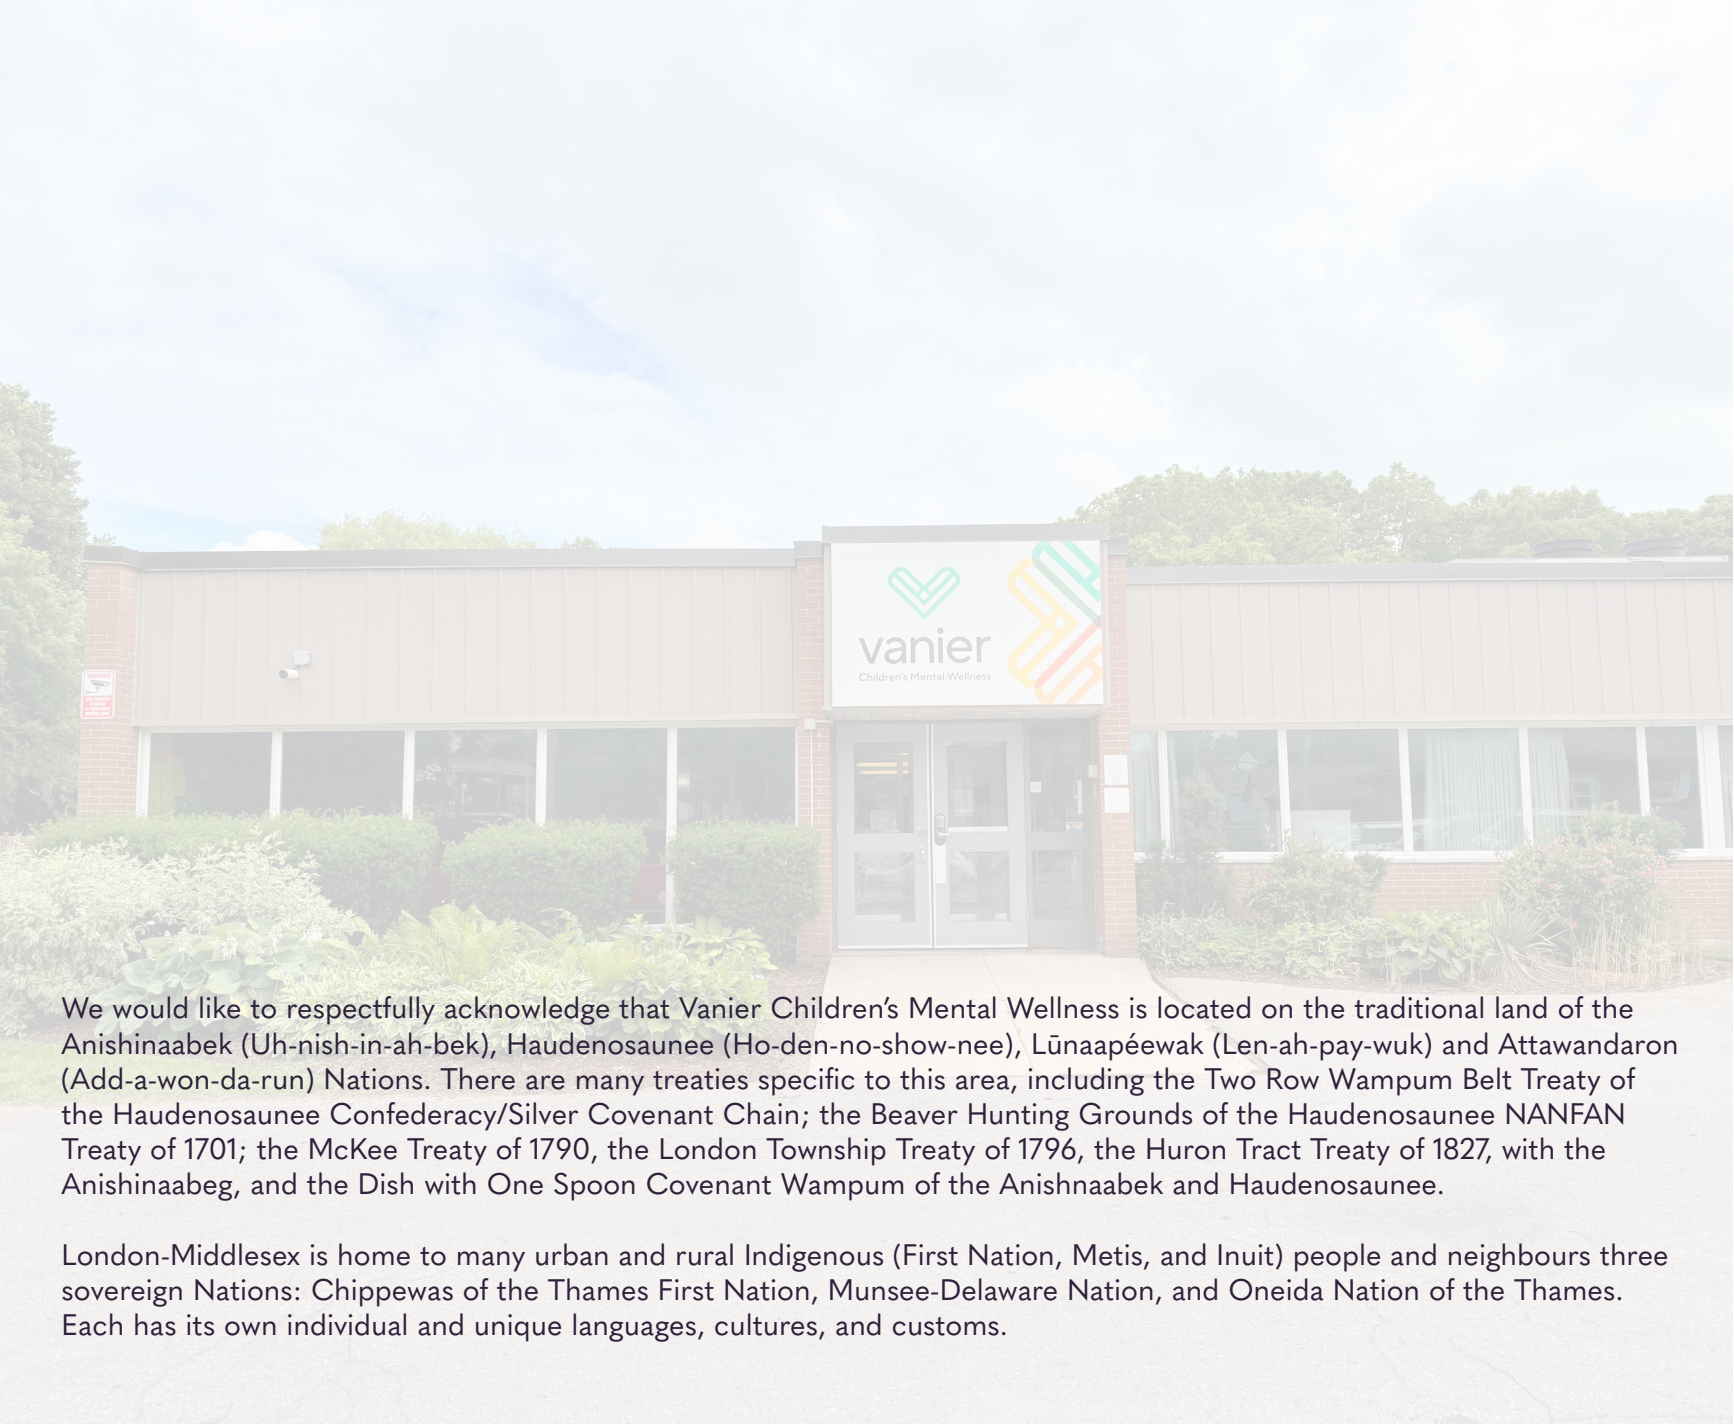 vanier
Children's Mental Wellness
We would like to respectfully acknowledge that Vanier Children’s Mental Wellness is located on the traditional land of the
Anishinaabek (Uh-nish-in-ah-bek), Haudenosaunee (Ho-den-no-show-nee), Lūnaapéewak (Len-ah-pay-wuk) and Attawandaron
(Add-a-won-da-run) Nations. There are many treaties specific to this area, including the Two Row Wampum Belt Treaty of
the Haudenosaunee Confederacy/Silver Covenant Chain; the Beaver Hunting Grounds of the Haudenosaunee NANFAN
Treaty of 1701; the McKee Treaty of 1790, the London Township Treaty of 1796, the Huron Tract Treaty of 1827, with the
Anishinaabeg, and the Dish with One Spoon Covenant Wampum of the Anishnaabek and Haudenosaunee.
London-Middlesex is home to many urban and rural Indigenous (First Nation, Metis, and Inuit) people and neighbours three
sovereign Nations: Chippewas of the Thames First Nation, Munsee-Delaware Nation, and Oneida Nation of the Thames.
Each has its own individual and unique languages, cultures, and customs.